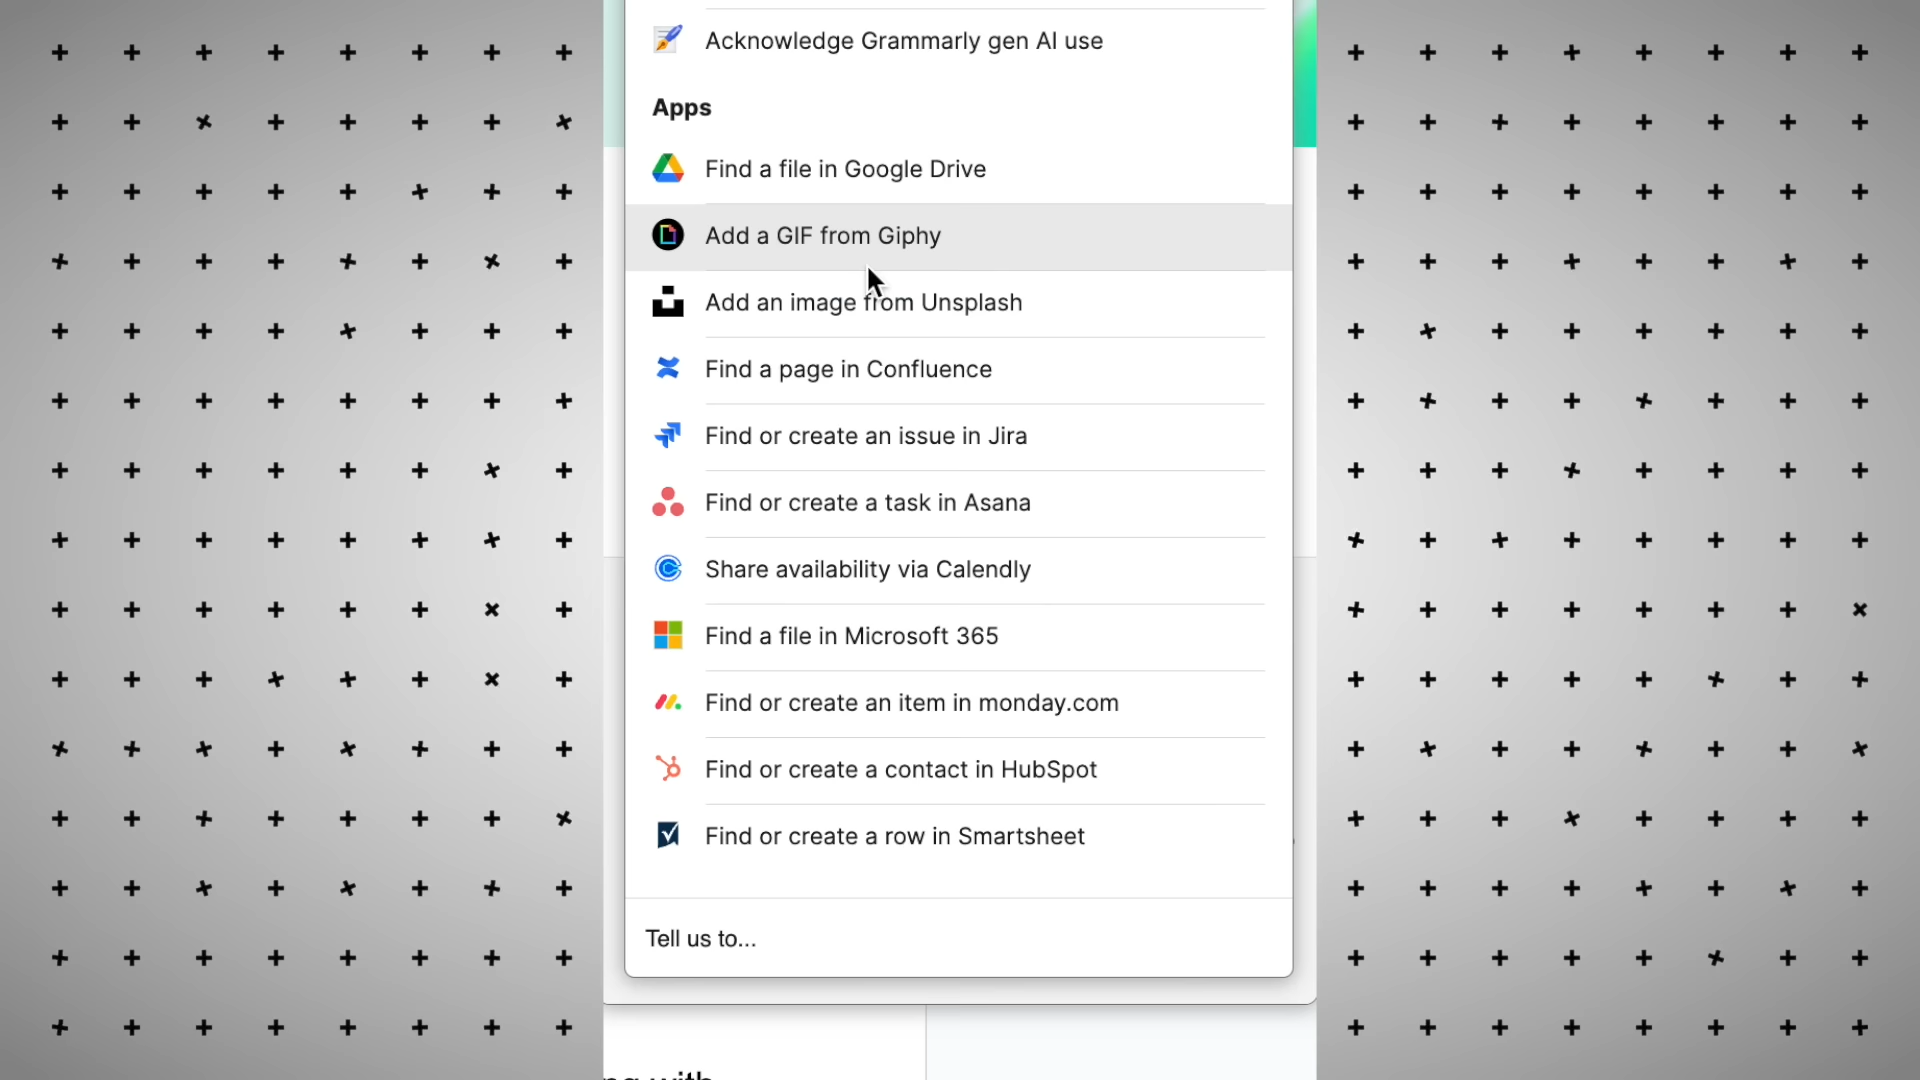 Acknowledge Grammarly gen AI use
Apps
Find a file in Google Drive
Add a GIF from Giphy
Add an image from Unsplash
Find a page in Confluence
Find or create an issue in Jira
Find or create a task in Asana
Share availability via Calendly
Find a file in Microsoft 365
Find or create an item in monday.com
Find or create a contact in HubSpot
Find or create a row in Smartsheet
Tell us to...